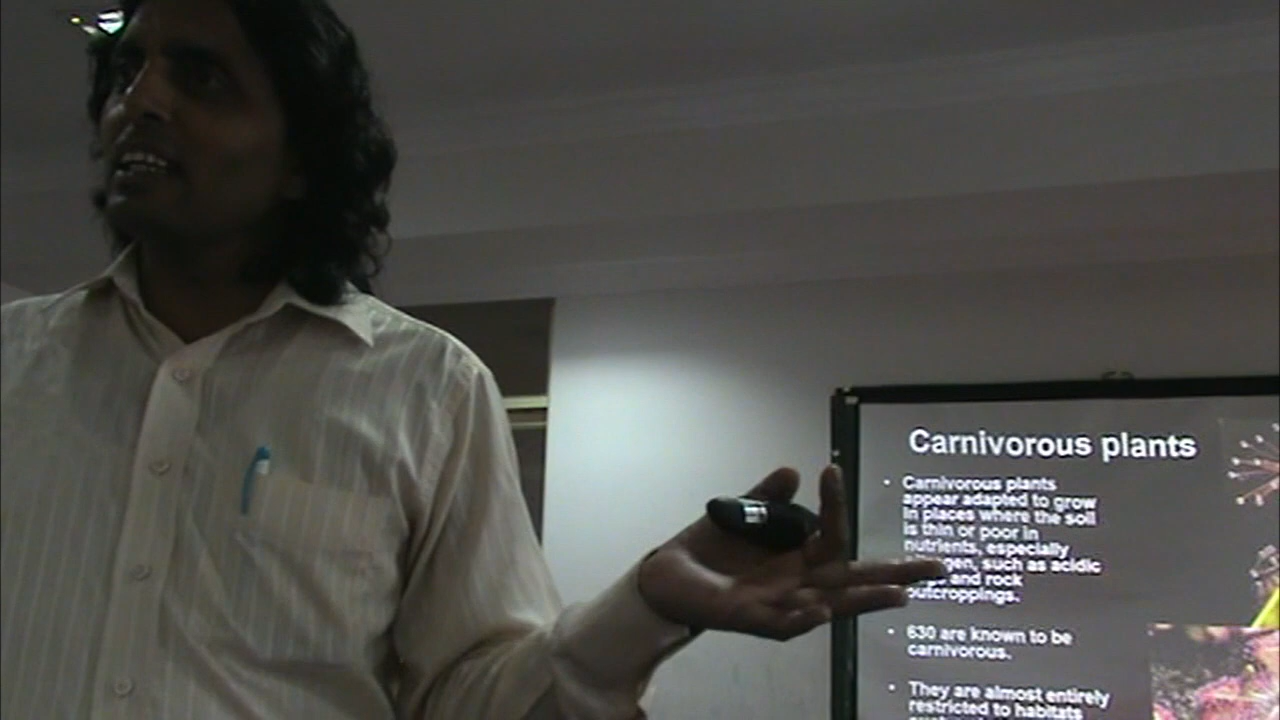 Carnivorous plants
• Carnivorous plants
appear adapted to grow
in places where the soil
is thin or poor in
nutrients, especially
such as acidic
and rock
outcroppings.
• 630 are known to be
carnivorous.
• They are almost entirely
restricted to habitats